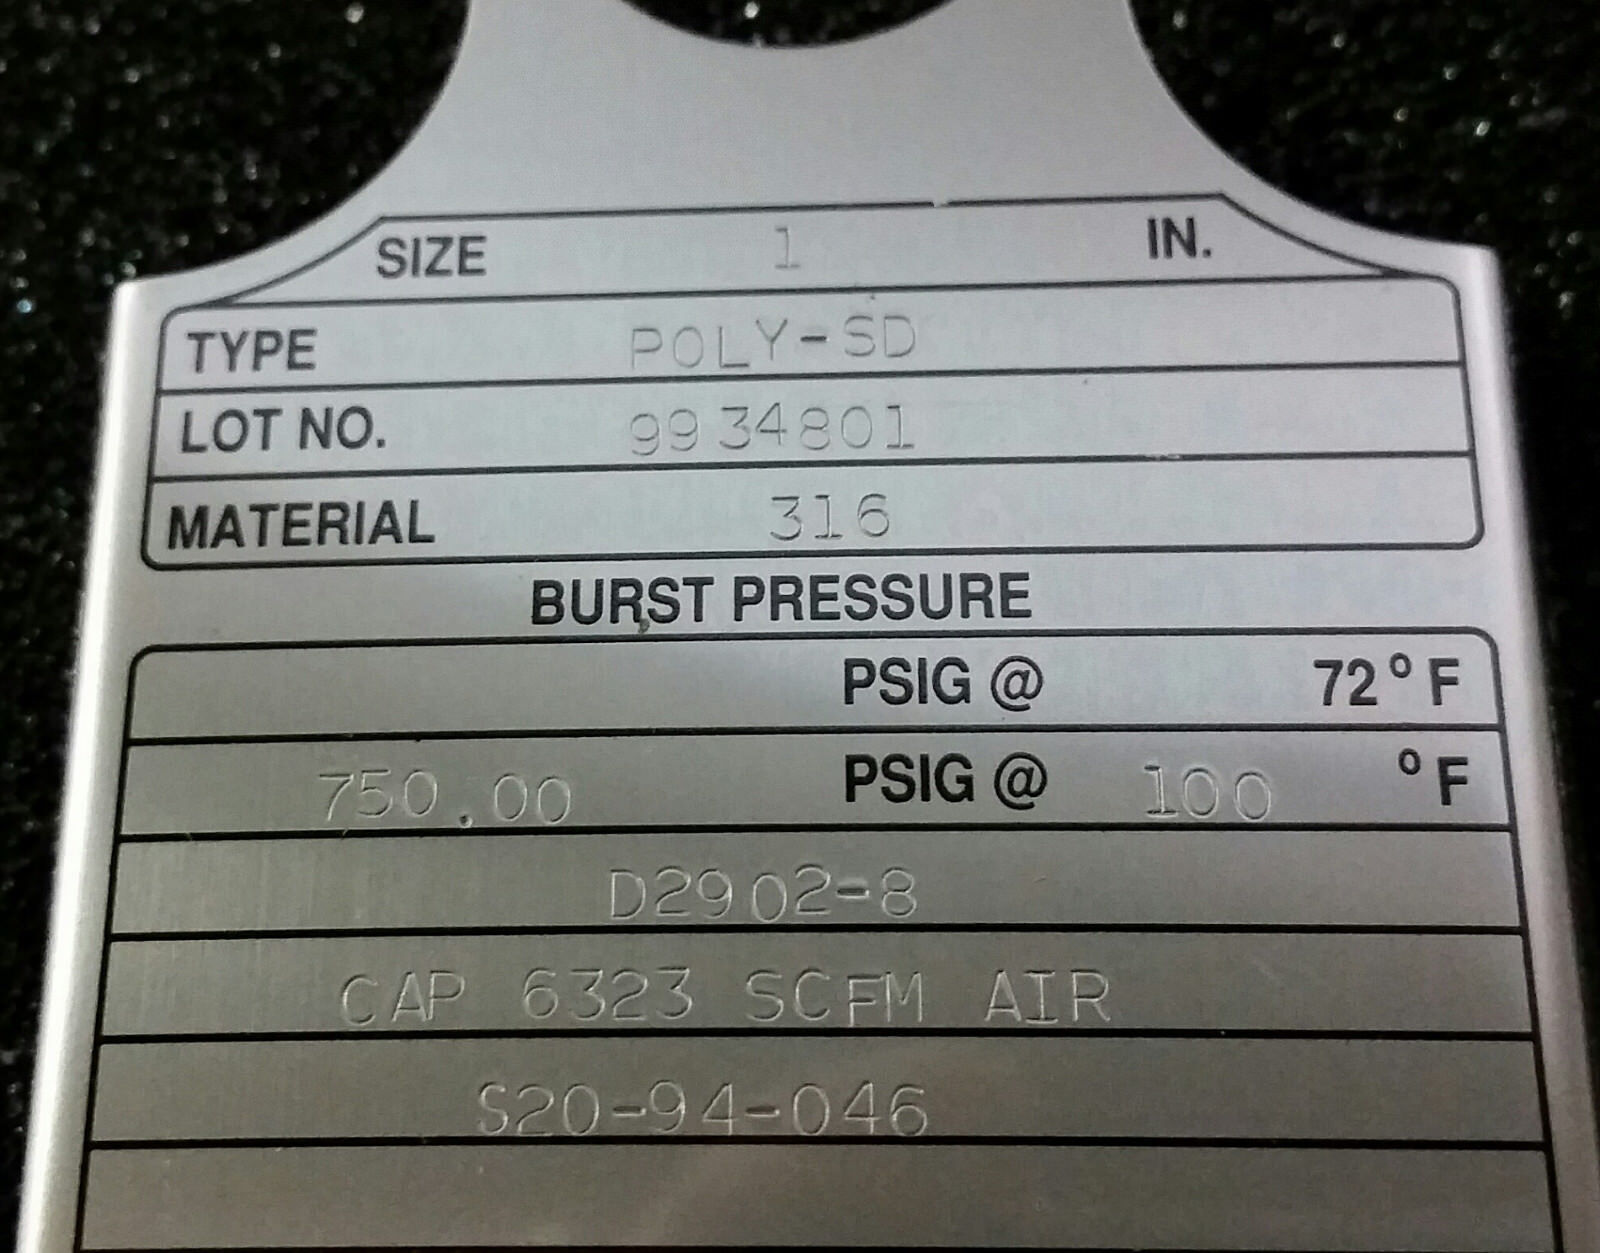 SIZE 1 IN.
TYPE POLY-SD
LOT NO. 9934801
MATERIAL 316
BURST PRESSURE
PSIG @ 72° F
750.00 PSIG @ 100 °F
D2902-8
CAP 6323 SCFM AIR
S20-94-046